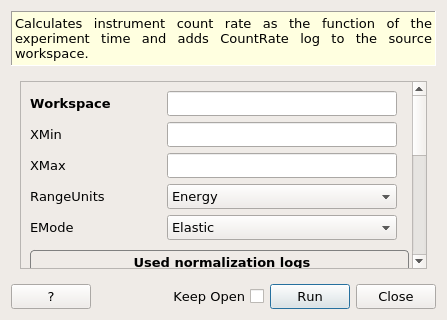 Calculates instrument count rate as the function of the
experiment time and adds CountRate log to the source
workspace.
Workspace
XMin
XMax
RangeUnits Energy
EMode Elastic
Used normalization logs
? Keep Open Run Close